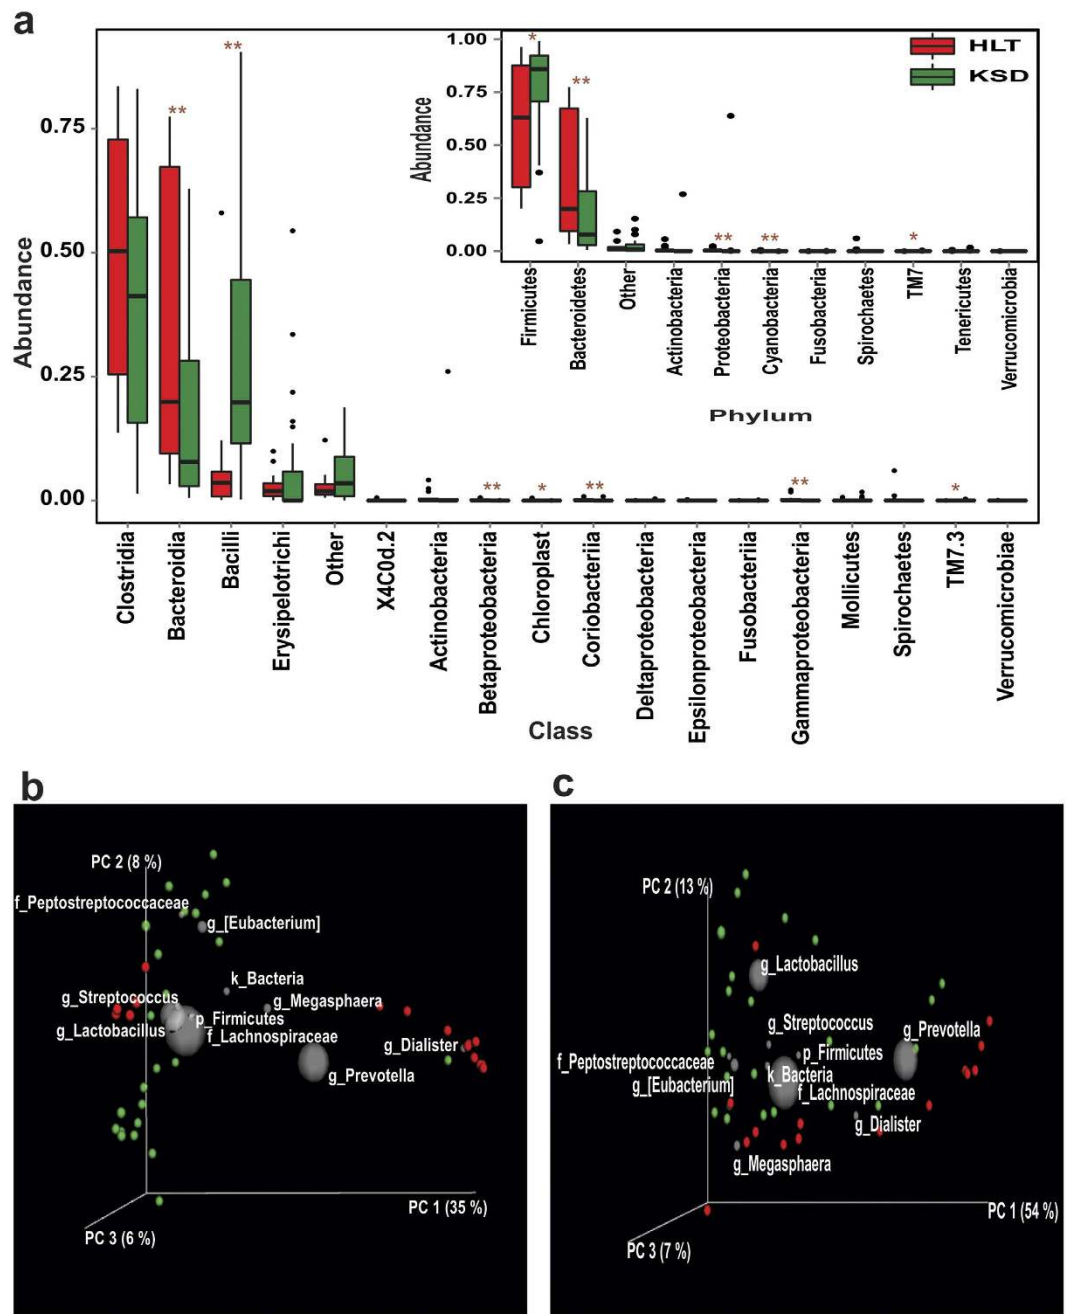 a
**
**
0.75
0.50
0.25
0.00
Abundance
** * ** ** *
Clostridia
Bacteroidia
Bacilli
Erysipelotrichi
Other
X4C0d.2
Actinobacteria
Betaproteobacteria
Chloroplast
Coriobacteriia
Deltaproteobacteria
Epsilonproteobacteria
Fusobacteriia
Gammaproteobacteria
Mollicutes
Spirochaetes
TM7.3
Verrucomicrobiae
Class
1.00
0.75
0.50
0.25
0.00
Abundance
*
**
** ** *
HLT
KSD
Firmicutes
Bacteroidetes
Other
Actinobacteria
Proteobacteria
Cyanobacteria
Fusobacteria
Spirochaetes
TM7
Tenericutes
Verrucomicrobia
Phylum
b
PC 2 (8 %)
f_Peptostreptococcaceae
g_[Eubacterium]
k_Bacteria
g_Streptococcus
g_Megasphaera
p_Firmicutes
g_Lactobacillus
f_Lachnospiraceae
g_Dialister
g_Prevotella
PC 1 (35 %)
PC 3 (6 %)
c
PC 2 (13 %)
g_Lactobacillus
g_Streptococcus
g_Prevotella
p_Firmicutes
f_Peptostreptococcaceae
k_Bacteria
g_[Eubacterium]
f_Lachnospiraceae
g_Dialister
g_Megasphaera
PC 1 (54 %)
PC 3 (7 %)